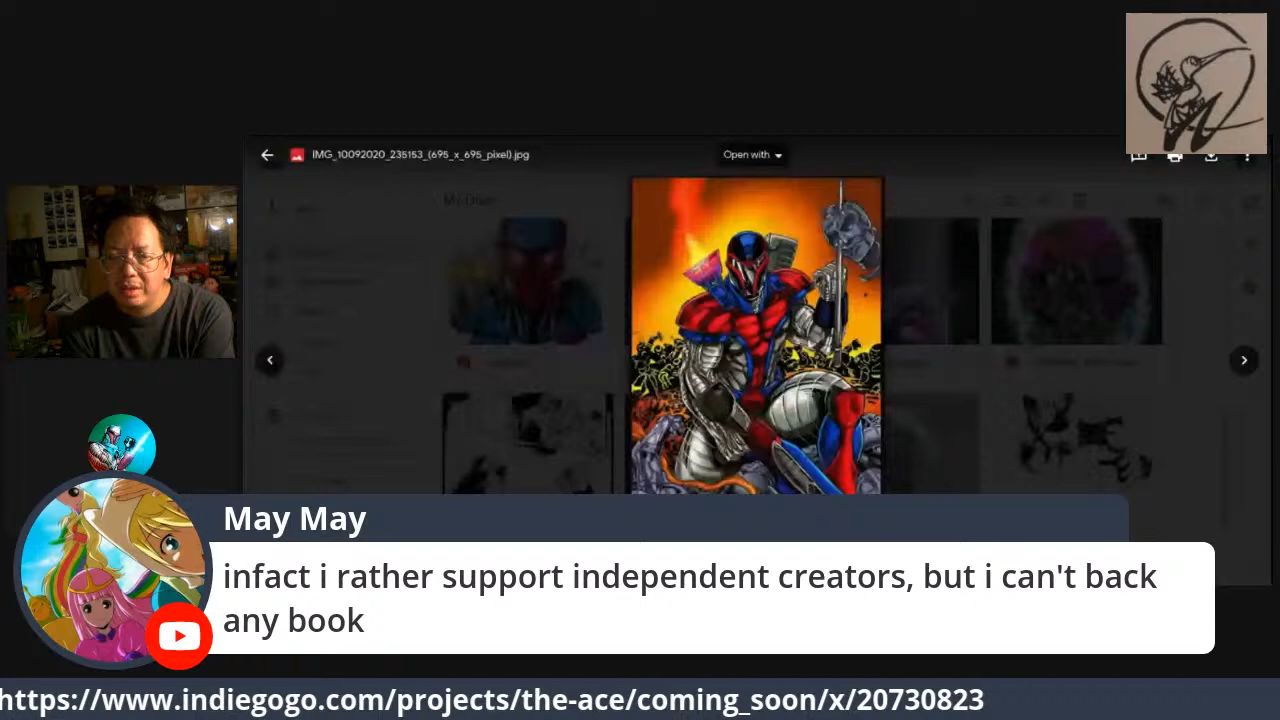 IMG_10092020_235153_(695_x_695_pixel).jpg
Open with
May May
infact i rather support independent creators, but i can't back
any book
https://www.indiegogo.com/projects/the-ace/coming_soon/x/20730823